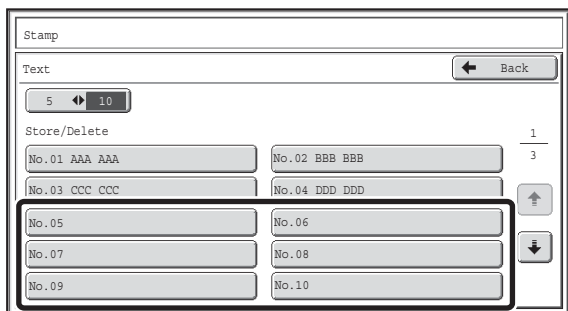 Stamp
Text
Back
5 10
Store/Delete
1
No.01 AAA AAA No.02 BBB BBB
3
No.03 CCC CCC No.04 DDD DDD
No.05 No.06
No.07 No.08
No.09 No.10